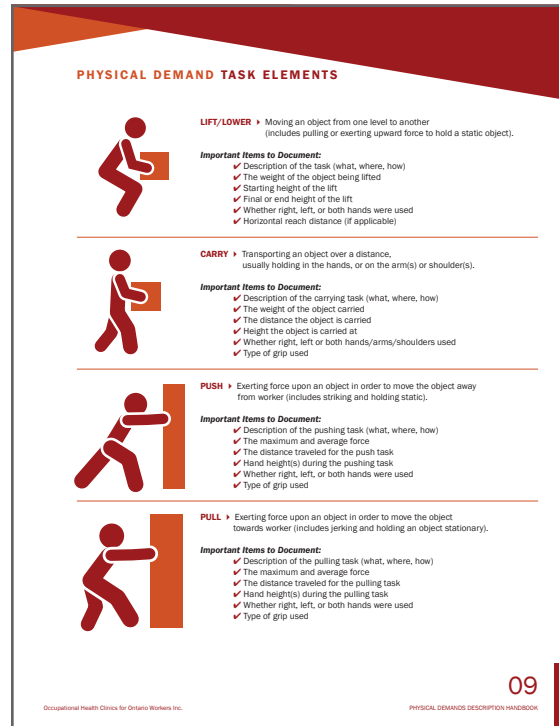 PHYSICAL DEMAND TASK ELEMENTS
LIFT/LOWER Moving an object from one level to another
(includes pulling or exerting upward force to hold a static object).
Important Items to Document:
✔ Description of the task (what, where, how)
✔ The weight of the object being lifted
✔ Starting height of the lift
✔ Final or end height of the lift
✔ Whether right, left, or both hands were used
✔ Horizontal reach distance (if applicable)
CARRY Transporting an object over a distance,
usually holding in the hands, or on the arm(s) or shoulder(s).
Important Items to Document:
✔ Description of the carrying task (what, where, how)
✔ The weight of the object carried
✔ The distance the object is carried
✔ Height the object is carried at
✔ Whether right, left or both hands/arms/shoulders used
✔ Type of grip used
PUSH Exerting force upon an object in order to move the object away
from worker (includes striking and holding static).
Important Items to Document:
✔ Description of the pushing task (what, where, how)
✔ The maximum and average force
✔ The distance traveled for the push task
✔ Hand height(s) during the pushing task
✔ Whether right, left, or both hands were used
✔ Type of grip used
PULL Exerting force upon an object in order to move the object
towards worker (includes jerking and holding an object stationary).
Important Items to Document:
✔ Description of the pulling task (what, where, how)
✔ The maximum and average force
✔ The distance traveled for the pulling task
✔ Hand height(s) during the pulling task
✔ Whether right, left, or both hands were used
✔ Type of grip used
09
Occupational Health Clinics for Ontario Workers Inc.
PHYSICAL DEMANDS DESCRIPTION HANDBOOK